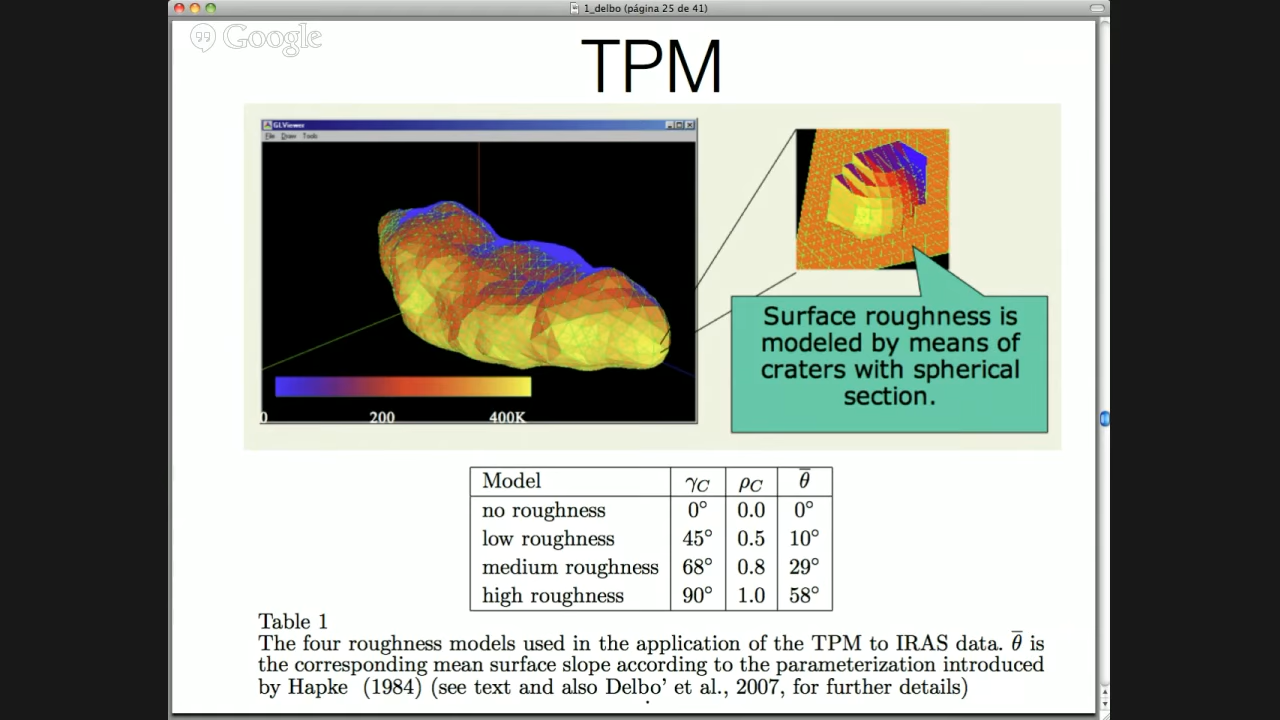 1_delbo (página 25 de 41)
Google
TPM
GLViewer
File Draw Tools
0 200 400K
Surface roughness is
modeled by means of
craters with spherical
section.
Model γC ρC θ̅
no roughness 0° 0.0 0°
low roughness 45° 0.5 10°
medium roughness 68° 0.8 29°
high roughness 90° 1.0 58°
Table 1
The four roughness models used in the application of the TPM to IRAS data. θ̅ is
the corresponding mean surface slope according to the parameterization introduced
by Hapke (1984) (see text and also Delbo' et al., 2007, for further details)